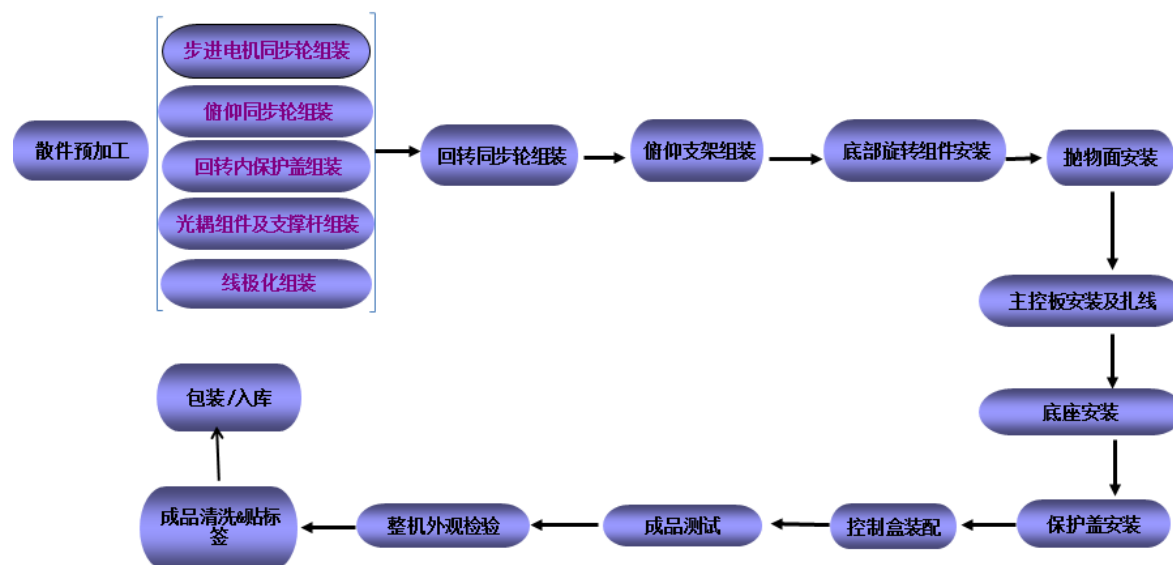 散件预加工
步进电机同步轮组装
俯仰同步轮组装
回转内保护盖组装
光耦组件及支撑杆组装
线极化组装
回转同步轮组装
俯仰支架组装
底部旋转组件安装
抛物面安装
主控板安装及扎线
底座安装
保护盖安装
控制盒装配
成品测试
整机外观检验
成品清洗&贴标
签
包装/入库